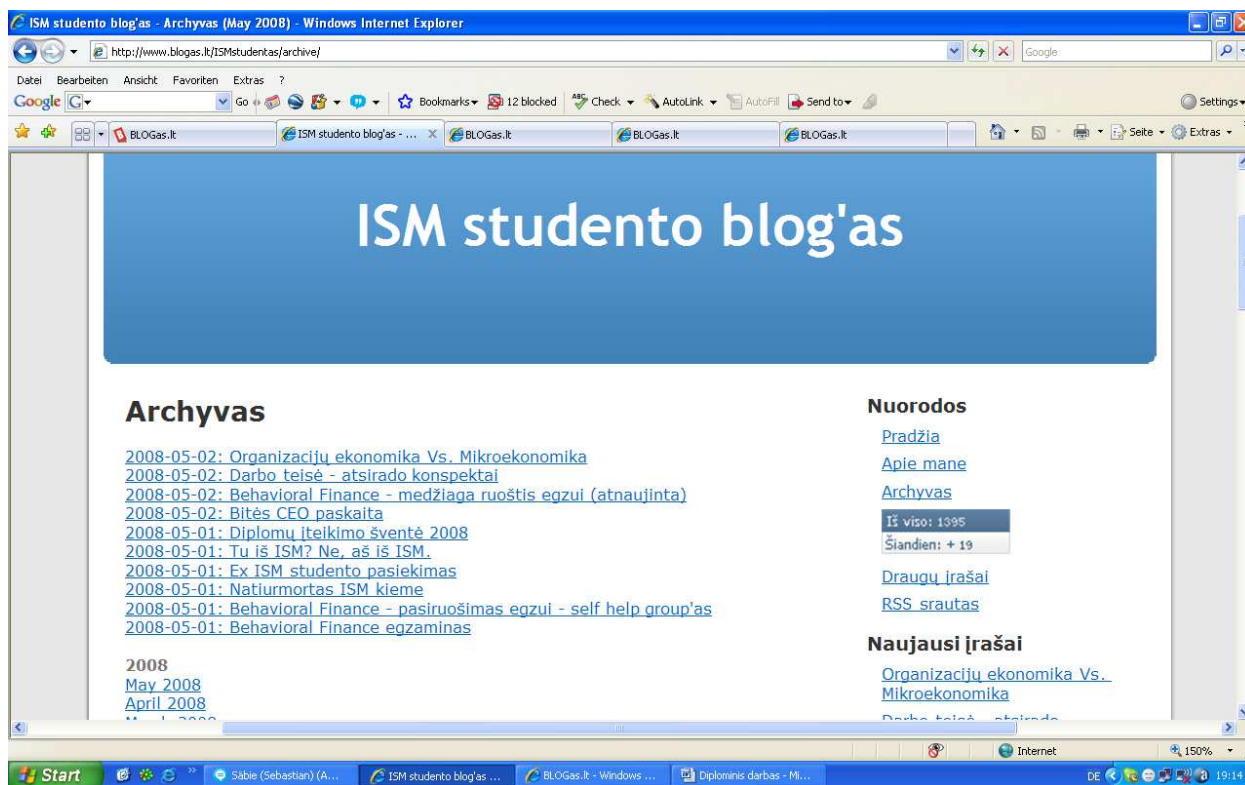 ISM studento blog'as - Archyvas (May 2008) - Windows Internet Explorer
http://www.blogas.lt/ISMstudentas/archive/
Google
Datei Bearbeiten Ansicht Favoriten Extras ?
Google G Go Bookmarks 12 blocked Check AutoLink AutoFill Send to Settings
BLOGas.lt ISM studento blog'as - ... X BLOGas.lt BLOGas.lt BLOGas.lt Seite Extras
ISM studento blog'as
Archyvas
2008-05-02: Organizacijų ekonomika Vs. Mikroekonomika
2008-05-02: Darbo teisė - atsirado konspektai
2008-05-02: Behavioral Finance - medžiaga ruoštis egzui (atnaujinta)
2008-05-02: Bitės CEO paskaita
2008-05-01: Diplomų įteikimo šventė 2008
2008-05-01: Tu iš ISM? Ne, aš iš ISM.
2008-05-01: Ex ISM studento pasiekimas
2008-05-01: Natiurmortas ISM kieme
2008-05-01: Behavioral Finance - pasiruošimas egzui - self help group'as
2008-05-01: Behavioral Finance egzaminas
2008
May 2008
April 2008
Nuorodos
Pradžia
Apie mane
Archyvas
Iš viso: 1395
Šiandien: + 19
Draugų įrašai
RSS srautas
Naujausi įrašai
Organizacijų ekonomika Vs.
Mikroekonomika
Internet 150%
Start Säbie (Sebastian) (A... ISM studento blog'as ... BLOGas.lt - Windows ... Diplominis darbas - Mi... DE 19:14